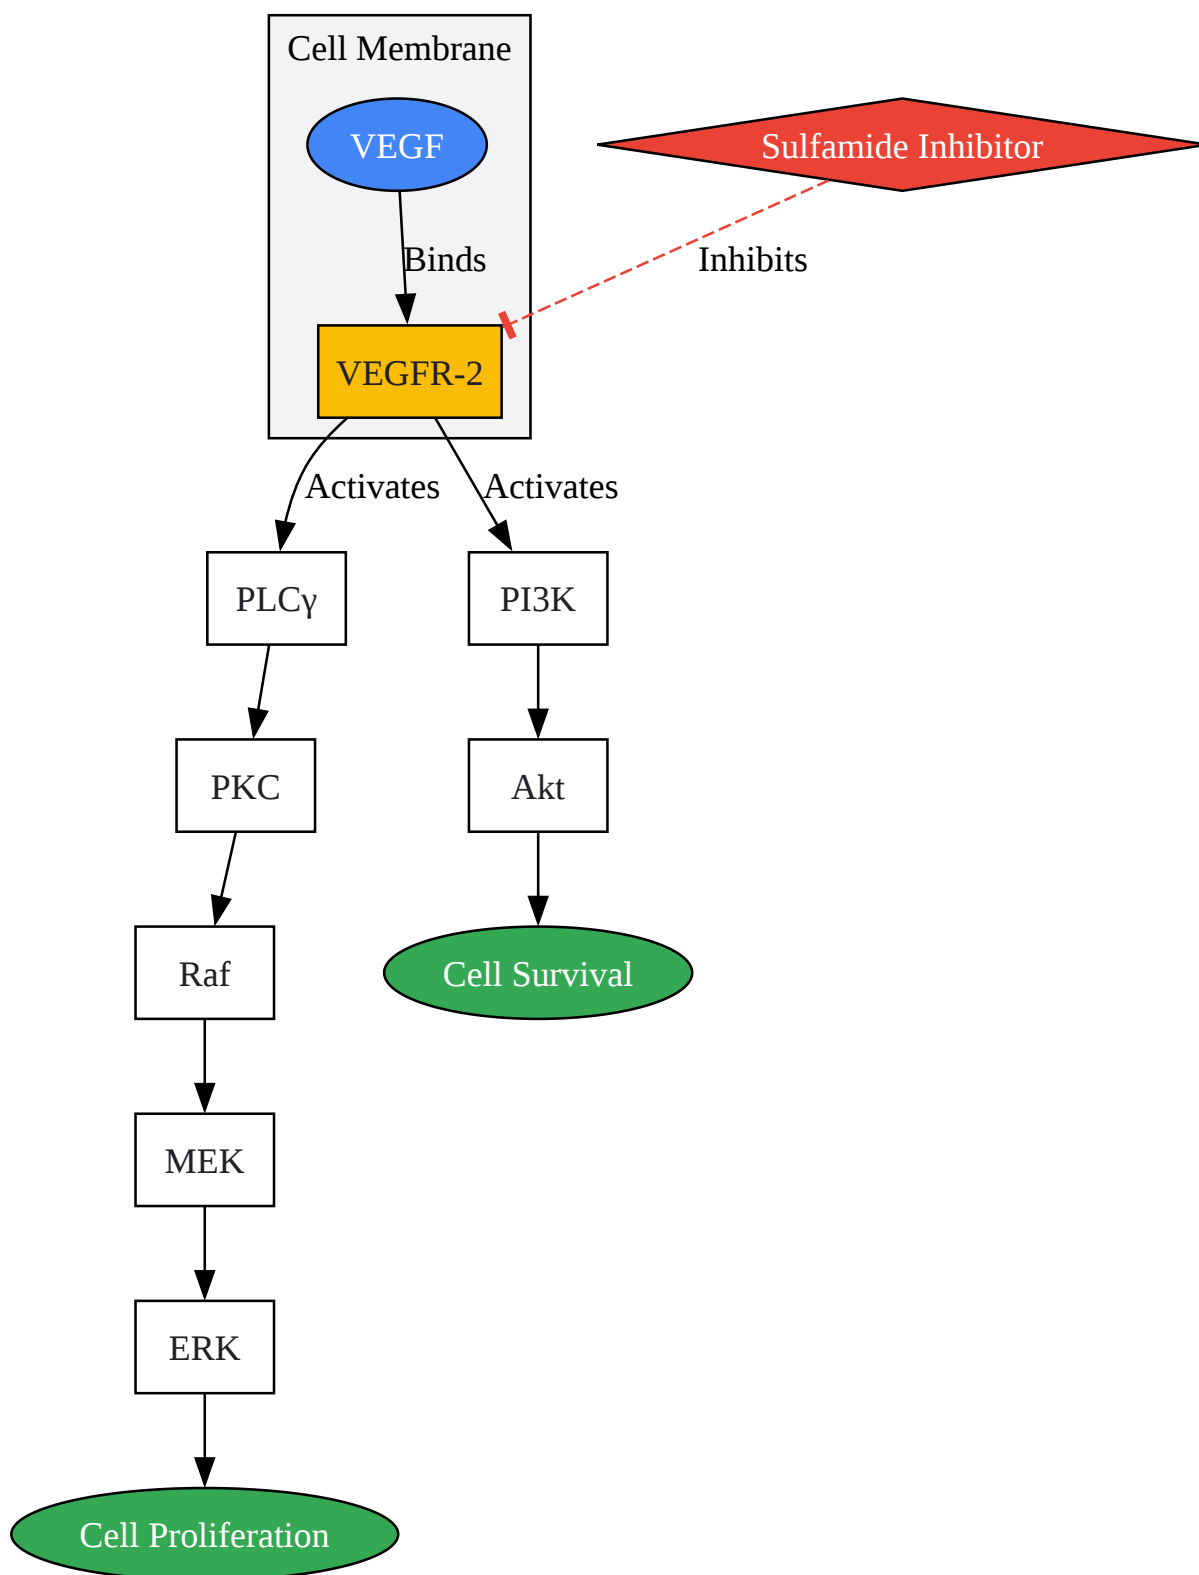 Cell Membrane
VEGF
Sulfamide Inhibitor
Binds
Inhibits
VEGFR-2
Activates
Activates
PLCγ
PI3K
PKC
Akt
Raf
Cell Survival
MEK
ERK
Cell Proliferation